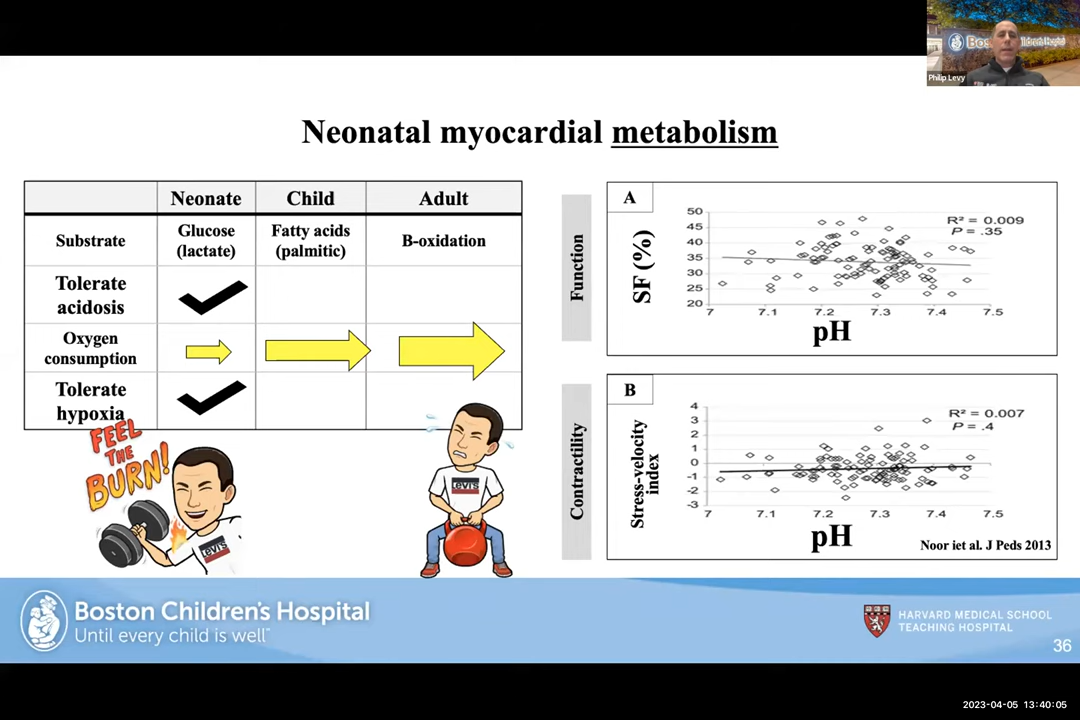 Boston Children's Hospital
Philip Levy
Neonatal myocardial metabolism
Neonate Child Adult
Substrate Glucose (lactate) Fatty acids (palmitic) B-oxidation
Tolerate acidosis
Oxygen consumption
Tolerate hypoxia
FEEL
THE
BURN!
LEVI'S
LEVI'S
Function
A
SF (%)
50
45
40
35
30
25
20
R² = 0.009
P = .35
7 7.1 7.2 7.3 7.4 7.5
pH
Contractility
B
Stress-velocity
index
4
3
2
1
0
-1
-2
-3
R² = 0.007
P = .4
7 7.1 7.2 7.3 7.4 7.5
pH
Noor iet al. J Peds 2013
Boston Children's Hospital
Until every child is well™
HARVARD MEDICAL SCHOOL
TEACHING HOSPITAL
36
2023-04-05 13:40:05